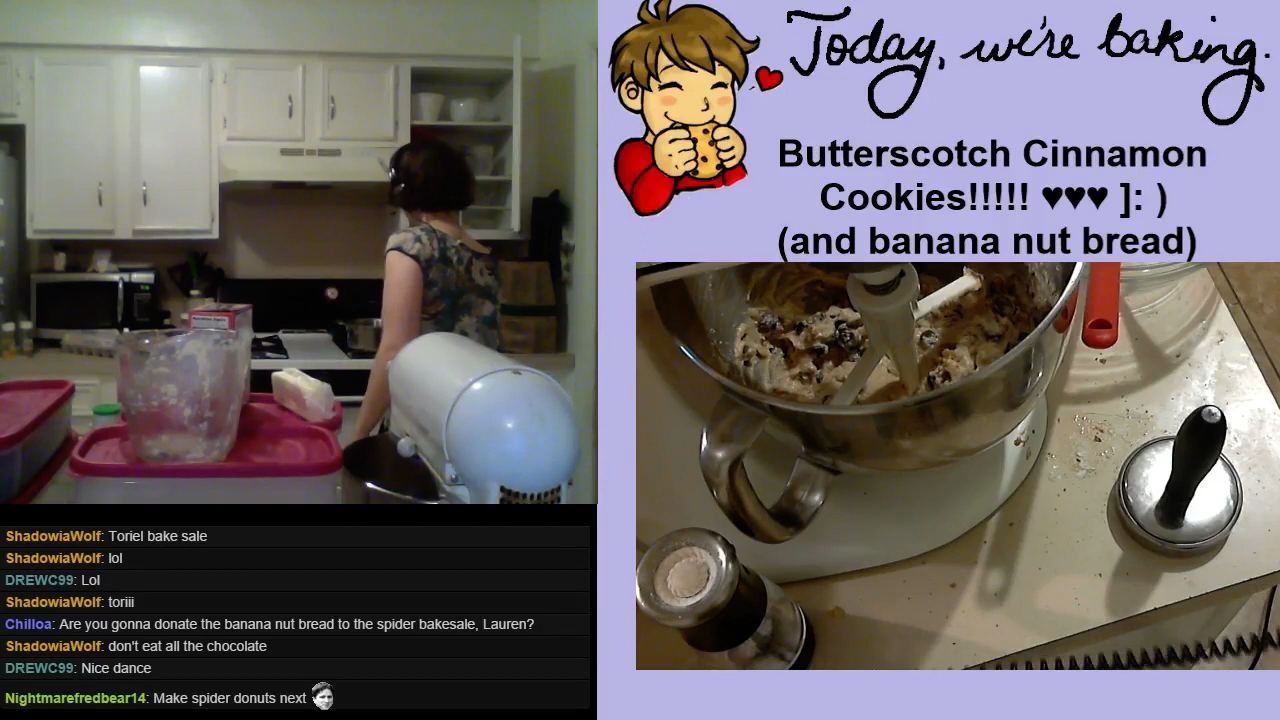 Today, we're baking.
Butterscotch Cinnamon
Cookies!!!!! ♥♥♥ ]: )
(and banana nut bread)
ShadowiaWolf: Toriel bake sale
ShadowiaWolf: lol
DREWC99: Lol
ShadowiaWolf: toriii
Chilloa: Are you gonna donate the banana nut bread to the spider bakesale, Lauren?
ShadowiaWolf: don't eat all the chocolate
DREWC99: Nice dance
Nightmarefredbear14: Make spider donuts next